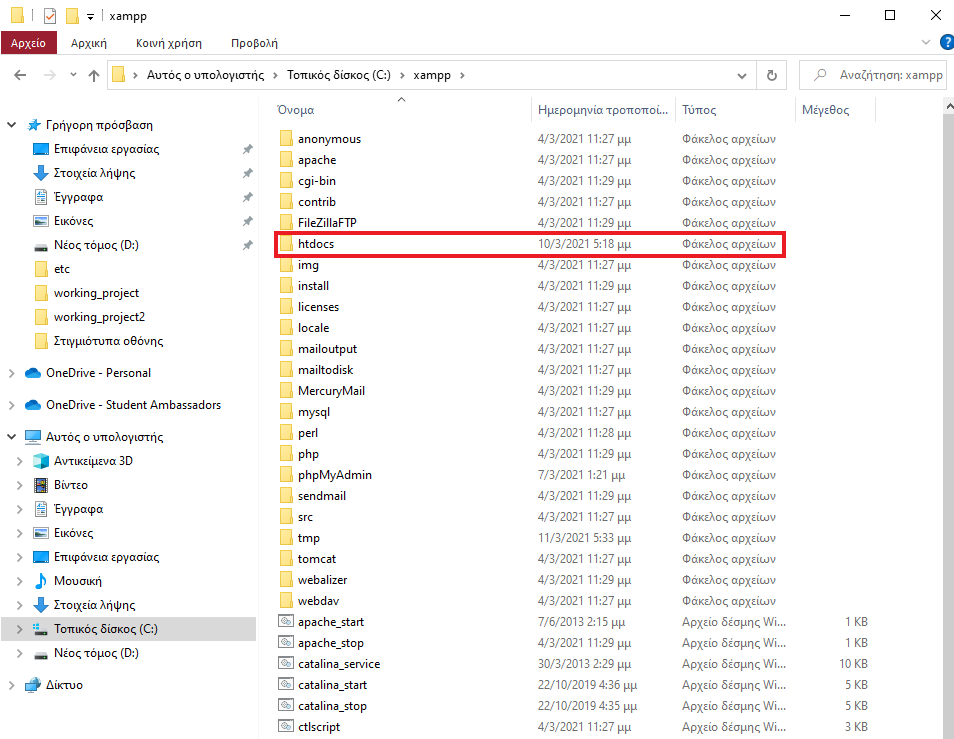 xampp
Αρχείο Αρχική Κοινή χρήση Προβολή
Αυτός ο υπολογιστής Τοπικός δίσκος (C:) xampp Αναζήτηση: xampp
Όνομα Ημερομηνία τροποποί... Τύπος Μέγεθος
Γρήγορη πρόσβαση
Επιφάνεια εργασίας
Στοιχεία λήψης
Έγγραφα
Εικόνες
Νέος τόμος (D:)
etc
working_project
working_project2
Στιγμιότυπα οθόνης
OneDrive - Personal
OneDrive - Student Ambassadors
Αυτός ο υπολογιστής
Αντικείμενα 3D
Βίντεο
Έγγραφα
Εικόνες
Επιφάνεια εργασίας
Μουσική
Στοιχεία λήψης
Τοπικός δίσκος (C:)
Νέος τόμος (D:)
Δίκτυο
anonymous 4/3/2021 11:27 μμ Φάκελος αρχείων
apache 4/3/2021 11:27 μμ Φάκελος αρχείων
cgi-bin 4/3/2021 11:29 μμ Φάκελος αρχείων
contrib 4/3/2021 11:27 μμ Φάκελος αρχείων
FileZillaFTP 4/3/2021 11:29 μμ Φάκελος αρχείων
htdocs 10/3/2021 5:18 μμ Φάκελος αρχείων
img 4/3/2021 11:27 μμ Φάκελος αρχείων
install 4/3/2021 11:29 μμ Φάκελος αρχείων
licenses 4/3/2021 11:27 μμ Φάκελος αρχείων
locale 4/3/2021 11:27 μμ Φάκελος αρχείων
mailoutput 4/3/2021 11:27 μμ Φάκελος αρχείων
mailtodisk 4/3/2021 11:27 μμ Φάκελος αρχείων
MercuryMail 4/3/2021 11:29 μμ Φάκελος αρχείων
mysql 4/3/2021 11:27 μμ Φάκελος αρχείων
perl 4/3/2021 11:28 μμ Φάκελος αρχείων
php 4/3/2021 11:29 μμ Φάκελος αρχείων
phpMyAdmin 7/3/2021 1:21 μμ Φάκελος αρχείων
sendmail 4/3/2021 11:29 μμ Φάκελος αρχείων
src 4/3/2021 11:27 μμ Φάκελος αρχείων
tmp 11/3/2021 5:33 μμ Φάκελος αρχείων
tomcat 4/3/2021 11:27 μμ Φάκελος αρχείων
webalizer 4/3/2021 11:29 μμ Φάκελος αρχείων
webdav 4/3/2021 11:27 μμ Φάκελος αρχείων
apache_start 7/6/2013 2:15 μμ Αρχείο δέσμης Wi... 1 KB
apache_stop 4/3/2021 11:29 μμ Αρχείο δέσμης Wi... 1 KB
catalina_service 30/3/2013 2:29 μμ Αρχείο δέσμης Wi... 10 KB
catalina_start 22/10/2019 4:36 μμ Αρχείο δέσμης Wi... 5 KB
catalina_stop 22/10/2019 4:35 μμ Αρχείο δέσμης Wi... 5 KB
ctlscript 4/3/2021 11:27 μμ Αρχείο δέσμης Wi... 3 KB